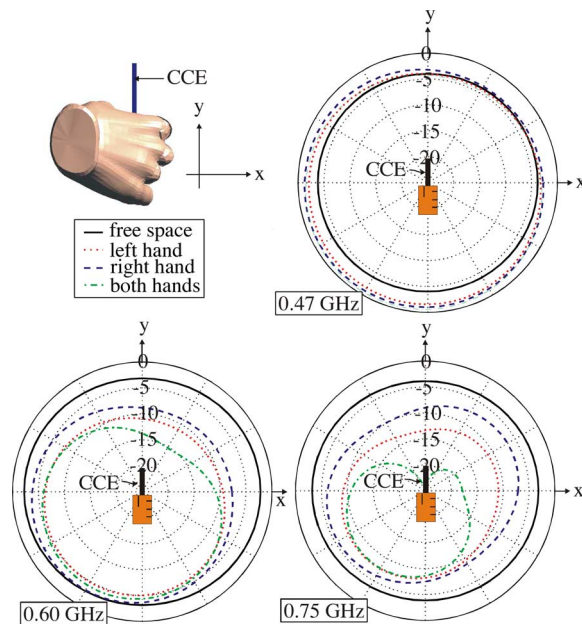 CCE
y
x
free space
left hand
right hand
both hands
y
0
-5
-10
-15
-20
CCE
x
0.47 GHz
y
0
-5
-10
-15
-20
CCE
x
0.60 GHz
y
0
-5
-10
-15
-20
CCE
x
0.75 GHz